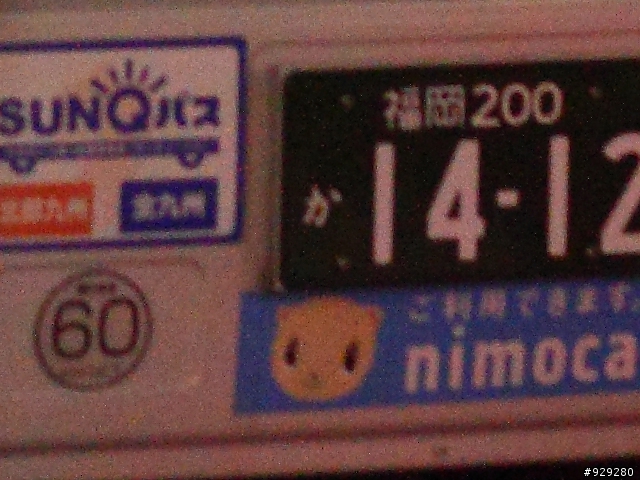 SUNQバス
北部九州
全九州
60
福岡200
か 14-12
ご利用できます。
nimoca
#929280